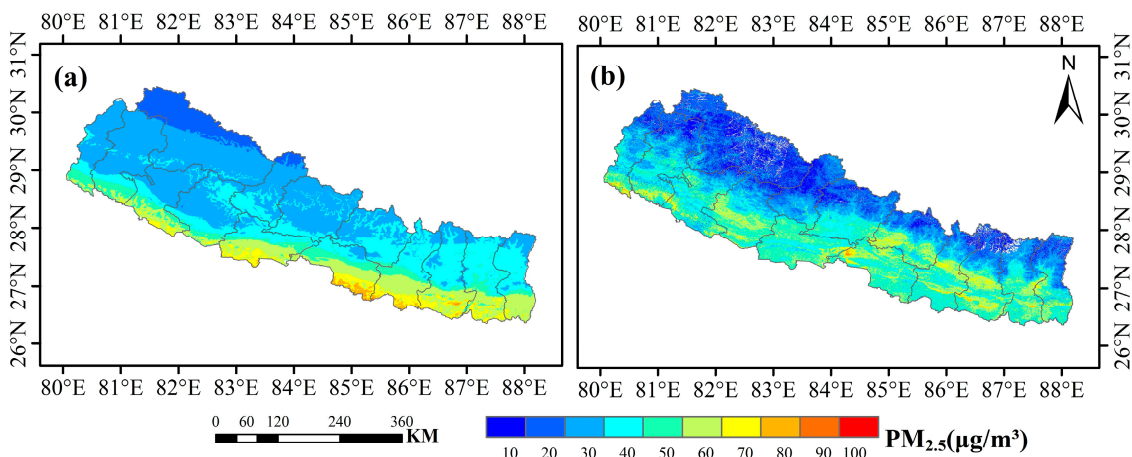 80°E 81°E 82°E 83°E 84°E 85°E 86°E 87°E 88°E
80°E 81°E 82°E 83°E 84°E 85°E 86°E 87°E 88°E
31°N
30°N
29°N
28°N
27°N
26°N
(a)
(b)
N
31°N
30°N
29°N
28°N
27°N
26°N
80°E 81°E 82°E 83°E 84°E 85°E 86°E 87°E 88°E
80°E 81°E 82°E 83°E 84°E 85°E 86°E 87°E 88°E
0 60 120 240 360
KM
10 20 30 40 50 60 70 80 90 100
PM2.5(µg/m³)